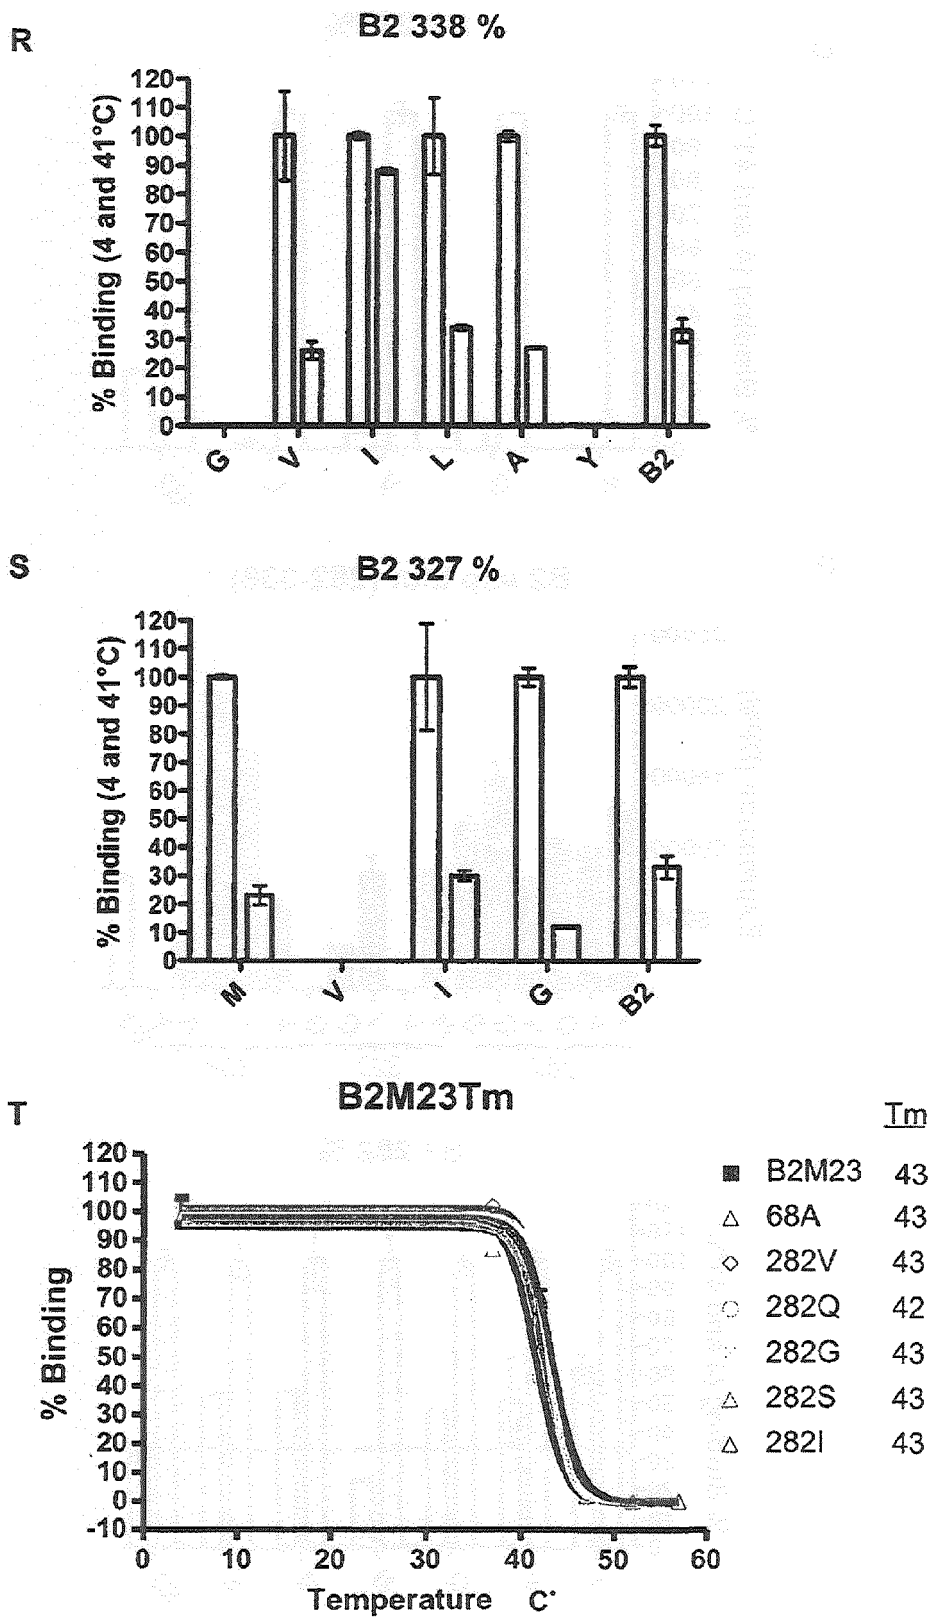 R
B2 338 %
% Binding (4 and 41°C)
120
110
100
90
80
70
60
50
40
30
20
10
0
G
V
I
L
A
Y
B2
S
B2 327 %
% Binding (4 and 41°C)
120
110
100
90
80
70
60
50
40
30
20
10
0
M
V
I
G
B2
T
B2M23Tm
% Binding
120
110
100
90
80
70
60
50
40
30
20
10
0
-10
0 10 20 30 40 50 60
Temperature C°
Tm
B2M23 43
68A 43
282V 43
282Q 42
282G 43
282S 43
282I 43